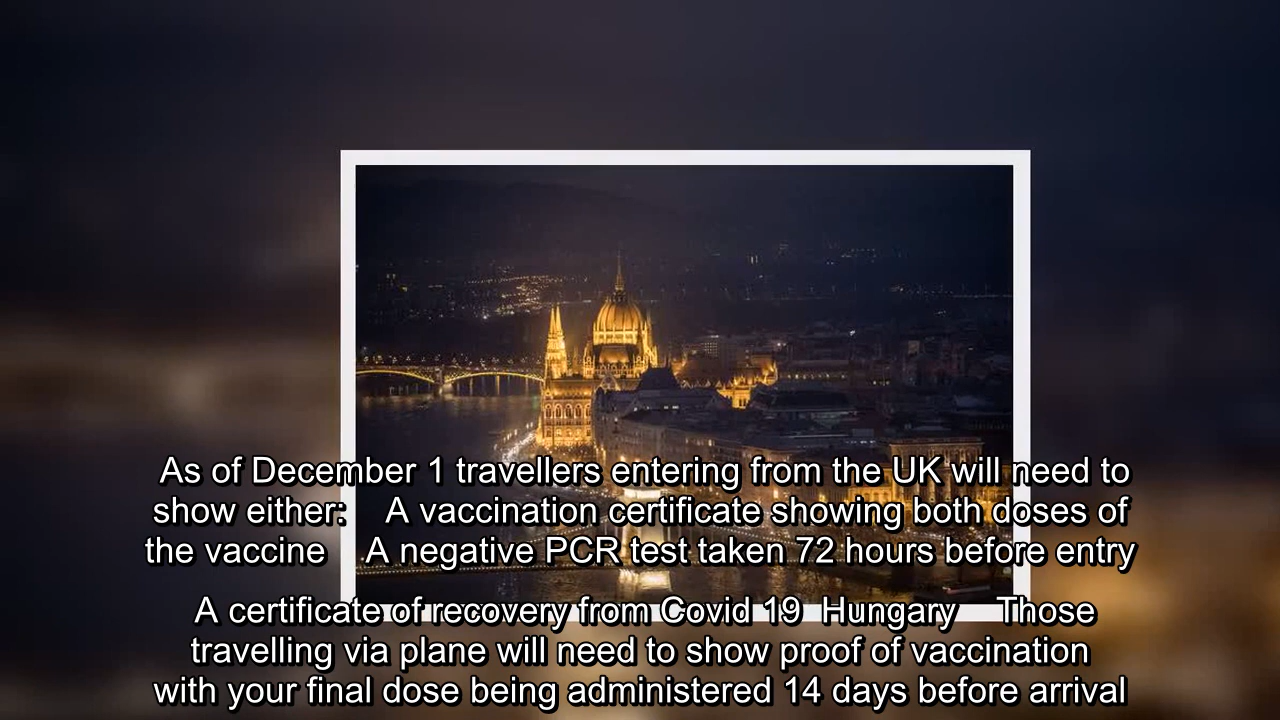 As of December 1 travellers entering from the UK will need to
show either: A vaccination certificate showing both doses of
the vaccine A negative PCR test taken 72 hours before entry
A certificate of recovery from Covid 19 Hungary Those
travelling via plane will need to show proof of vaccination
with your final dose being administered 14 days before arrival